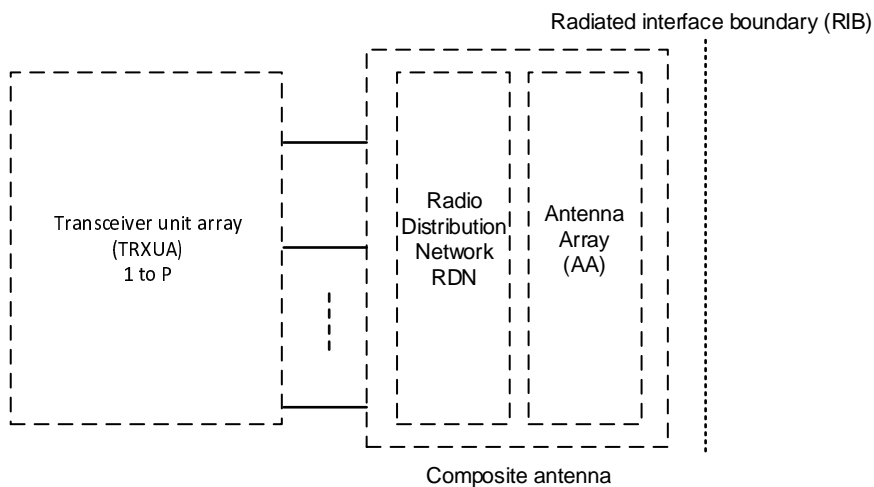 Radiated interface boundary (RIB)
Transceiver unit array
(TRXUA)
1 to P
Radio
Distribution
Network
RDN
Antenna
Array
(AA)
Composite antenna